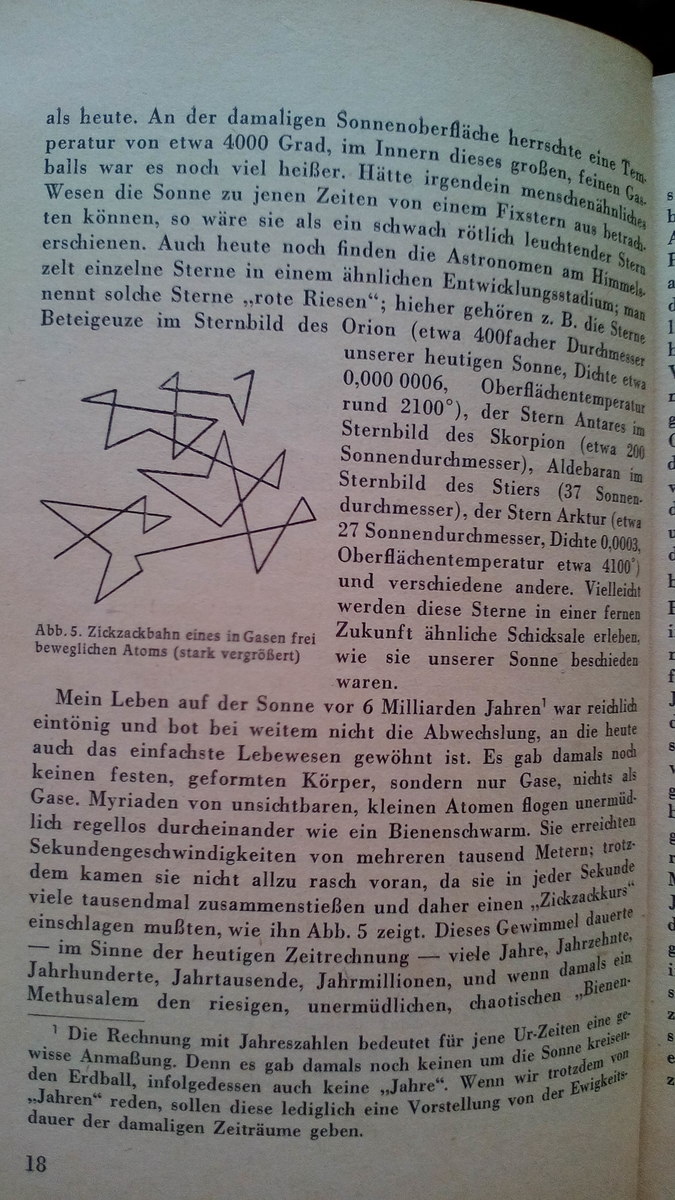 als heute. An der damaligen Sonnenoberfläche herrschte eine Tem-
peratur von etwa 4000 Grad, im Innern dieses großen, feinen Gas-
balls war es noch viel heißer. Hätte irgendein menschenähnliches
Wesen die Sonne zu jenen Zeiten von einem Fixstern aus betrach-
ten können, so wäre sie als ein schwach rötlich leuchtender Stern
erschienen. Auch heute noch finden die Astronomen am Himmels-
zelt einzelne Sterne in einem ähnlichen Entwicklungsstadium; man
nennt solche Sterne „rote Riesen“; hieher gehören z. B. die Sterne
Beteigeuze im Sternbild des Orion (etwa 400facher Durchmesser
unserer heutigen Sonne, Dichte etwa
0,000 0006, Oberflächentemperatur
rund 2100°), der Stern Antares im
Sternbild des Skorpion (etwa 200
Sonnendurchmesser), Aldebaran im
Sternbild des Stiers (37 Sonnen-
durchmesser), der Stern Arktur (etwa
27 Sonnendurchmesser, Dichte 0,0003,
Oberflächentemperatur etwa 4100°)
und verschiedene andere. Vielleicht
werden diese Sterne in einer fernen
Zukunft ähnliche Schicksale erleben,
wie sie unserer Sonne beschieden
waren.
Abb. 5. Zickzackbahn eines in Gasen frei
beweglichen Atoms (stark vergrößert)
Mein Leben auf der Sonne vor 6 Milliarden Jahren¹ war reichlich
eintönig und bot bei weitem nicht die Abwechslung, an die heute
auch das einfachste Lebewesen gewöhnt ist. Es gab damals noch
keinen festen, geformten Körper, sondern nur Gase, nichts als
Gase. Myriaden von unsichtbaren, kleinen Atomen flogen unermüd-
lich regellos durcheinander wie ein Bienenschwarm. Sie erreichten
Sekundengeschwindigkeiten von mehreren tausend Metern; trotz-
dem kamen sie nicht allzu rasch voran, da sie in jeder Sekunde
viele tausendmal zusammenstießen und daher einen „Zickzackkurs“
einschlagen mußten, wie ihn Abb. 5 zeigt. Dieses Gewimmel dauerte
— im Sinne der heutigen Zeitrechnung — viele Jahre, Jahrzehnte,
Jahrhunderte, Jahrtausende, Jahrmillionen, und wenn damals ein
Methusalem den riesigen, unermüdlichen, chaotischen „Bienen-
¹ Die Rechnung mit Jahreszahlen bedeutet für jene Ur-Zeiten eine ge-
wisse Anmaßung. Denn es gab damals noch keinen um die Sonne kreisen-
den Erdball, infolgedessen auch keine „Jahre“. Wenn wir trotzdem von
„Jahren“ reden, sollen diese lediglich eine Vorstellung von der Ewigkeits-
dauer der damaligen Zeiträume geben.
18